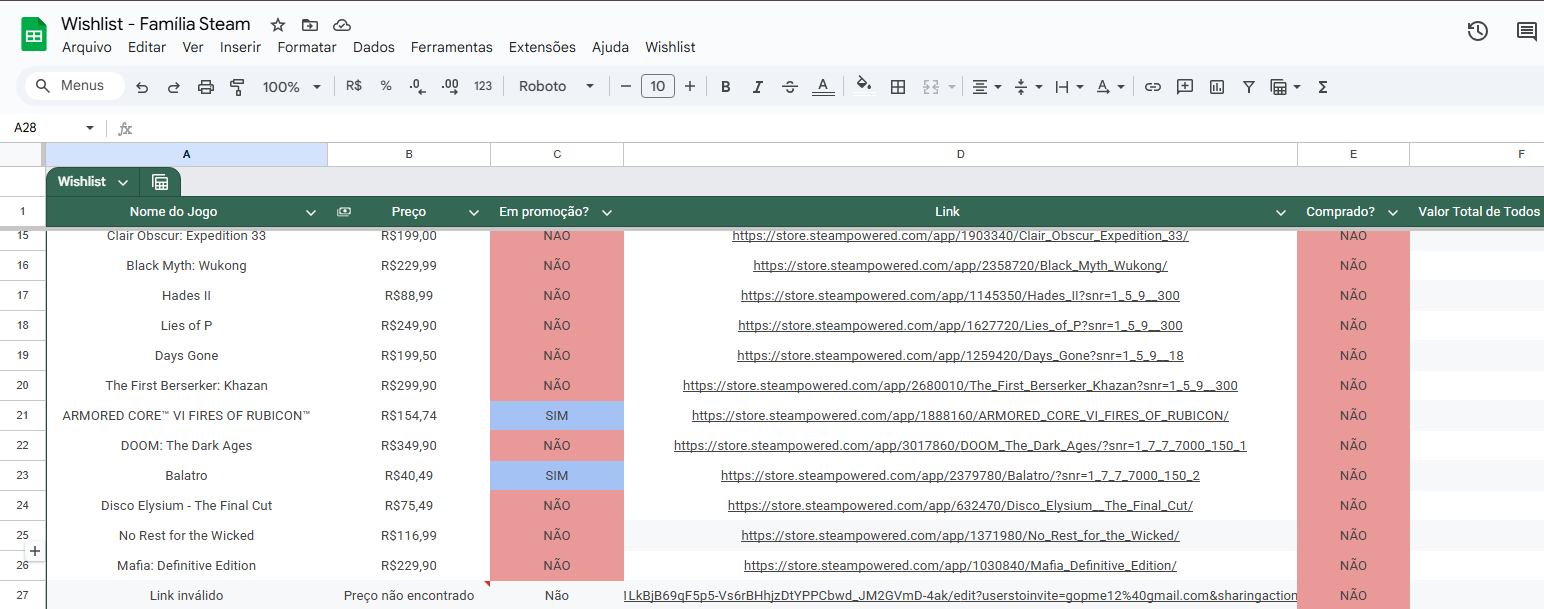 Wishlist - Família Steam
Arquivo Editar Ver Inserir Formatar Dados Ferramentas Extensões Ajuda Wishlist
Menus 100% R$ % .0 .00 123 Roboto − 10 + B I S A A Σ
A28 fx
A B C D E F
Wishlist
1 Nome do Jogo Preço Em promoção? Link Comprado? Valor Total de Todos
15 Clair Obscur: Expedition 33 R$199,00 NÃO https://store.steampowered.com/app/1903340/Clair_Obscur_Expedition_33/ NÃO
16 Black Myth: Wukong R$229,99 NÃO https://store.steampowered.com/app/2358720/Black_Myth_Wukong/ NÃO
17 Hades II R$88,99 NÃO https://store.steampowered.com/app/1145350/Hades_II?snr=1_5_9__300 NÃO
18 Lies of P R$249,90 NÃO https://store.steampowered.com/app/1627720/Lies_of_P?snr=1_5_9__300 NÃO
19 Days Gone R$199,50 NÃO https://store.steampowered.com/app/1259420/Days_Gone?snr=1_5_9__18 NÃO
20 The First Berserker: Khazan R$299,90 NÃO https://store.steampowered.com/app/2680010/The_First_Berserker_Khazan?snr=1_5_9__300 NÃO
21 ARMORED CORE™ VI FIRES OF RUBICON™ R$154,74 SIM https://store.steampowered.com/app/1888160/ARMORED_CORE_VI_FIRES_OF_RUBICON/ NÃO
22 DOOM: The Dark Ages R$349,90 NÃO https://store.steampowered.com/app/3017860/DOOM_The_Dark_Ages/?snr=1_7_7_7000_150_1 NÃO
23 Balatro R$40,49 SIM https://store.steampowered.com/app/2379780/Balatro/?snr=1_7_7_7000_150_2 NÃO
24 Disco Elysium - The Final Cut R$75,49 NÃO https://store.steampowered.com/app/632470/Disco_Elysium__The_Final_Cut/ NÃO
25 No Rest for the Wicked R$116,99 NÃO https://store.steampowered.com/app/1371980/No_Rest_for_the_Wicked/ NÃO
26 Mafia: Definitive Edition R$229,90 NÃO https://store.steampowered.com/app/1030840/Mafia_Definitive_Edition/ NÃO
27 Link inválido Preço não encontrado Não 1LkBjB69qF5p5-Vs6rBHhjzDtYPPCbwd_JM2GVmD-4ak/edit?userstoinvite=gopme12%40gmail.com&sharingaction NÃO